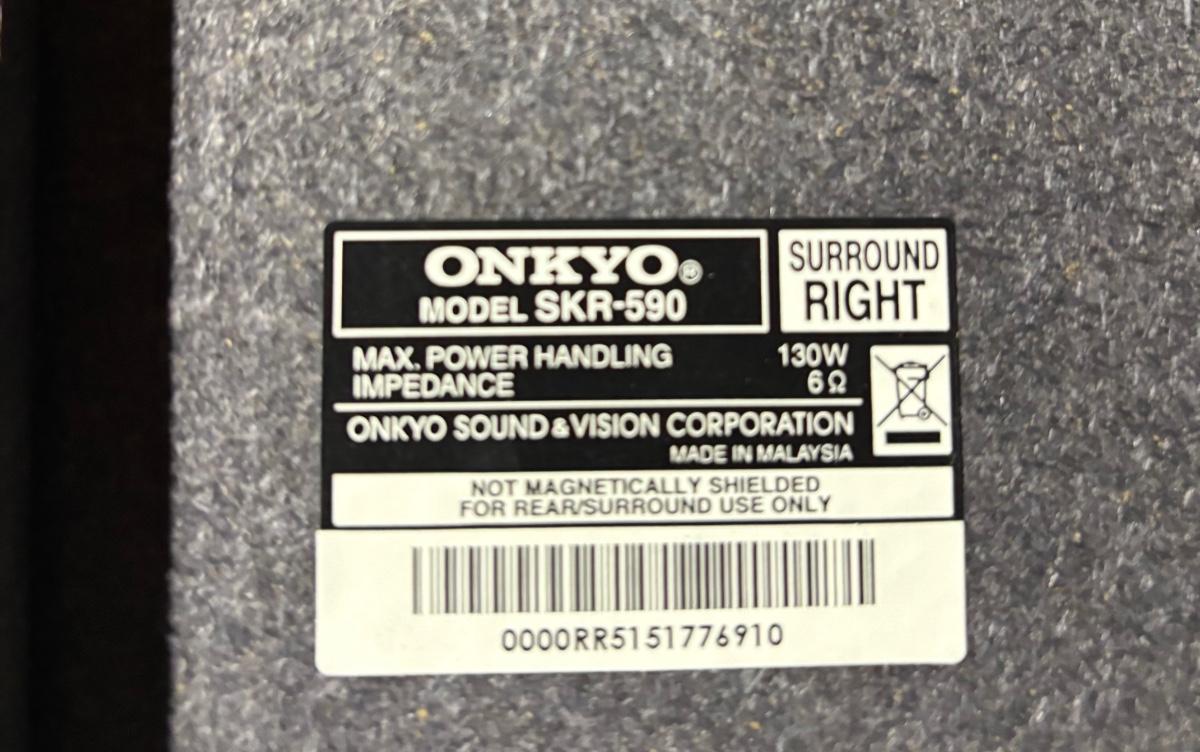 ONKYO®
MODEL SKR-590
SURROUND
RIGHT
MAX. POWER HANDLING 130W
IMPEDANCE 6Ω
ONKYO SOUND & VISION CORPORATION
MADE IN MALAYSIA
NOT MAGNETICALLY SHIELDED
FOR REAR/SURROUND USE ONLY
0000RR5151776910